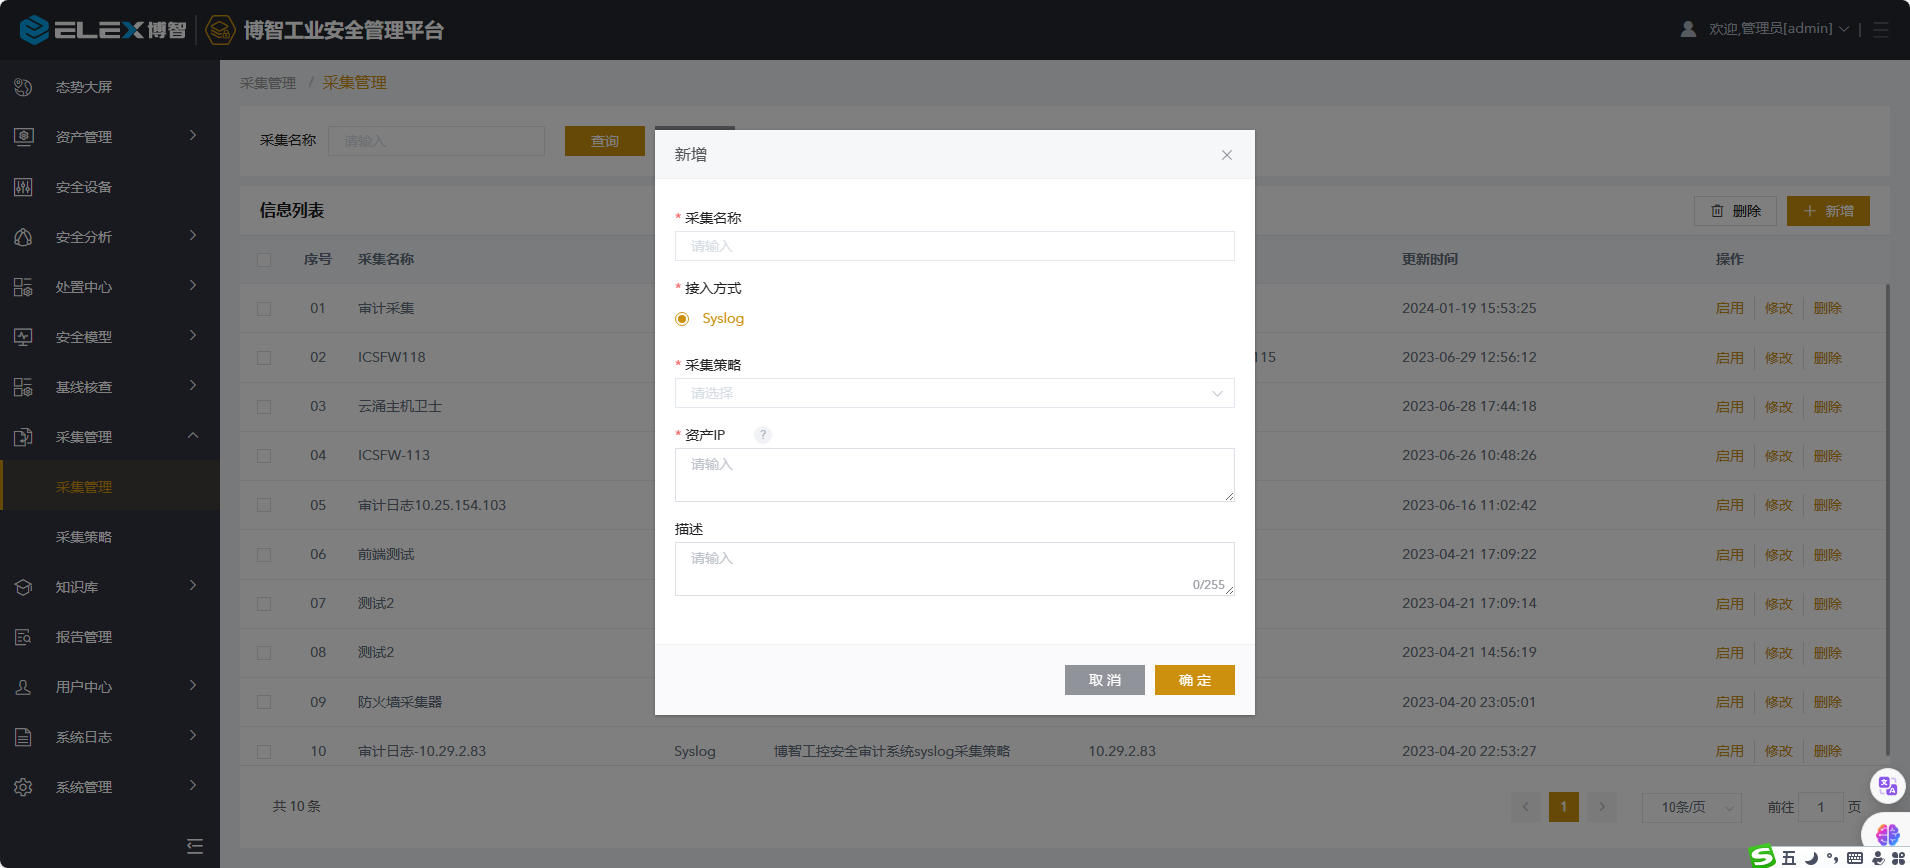 ELEX博智 博智工业安全管理平台
欢迎,管理员[admin]
态势大屏
资产管理
安全设备
安全分析
处置中心
安全模型
基线核查
采集管理
采集管理
采集策略
知识库
报告管理
用户中心
系统日志
系统管理
采集管理 / 采集管理
采集名称 请输入 查询
信息列表 删除 新增
序号 采集名称 更新时间 操作
01 审计采集 2024-01-19 15:53:25 启用 修改 删除
02 ICSFW118 115 2023-06-29 12:56:12 启用 修改 删除
03 云涌主机卫士 2023-06-28 17:44:18 启用 修改 删除
04 ICSFW-113 2023-06-26 10:48:26 启用 修改 删除
05 审计日志10.25.154.103 2023-06-16 11:02:42 启用 修改 删除
06 前端测试 2023-04-21 17:09:22 启用 修改 删除
07 测试2 2023-04-21 17:09:14 启用 修改 删除
08 测试2 2023-04-21 14:56:19 启用 修改 删除
09 防火墙采集器 2023-04-20 23:05:01 启用 修改 删除
10 审计日志-10.29.2.83 Syslog 博智工控安全审计系统syslog采集策略 10.29.2.83 2023-04-20 22:53:27 启用 修改 删除
共 10 条 1 10条/页 前往 1 页
新增
* 采集名称
请输入
* 接入方式
Syslog
* 采集策略
请选择
* 资产IP ?
请输入
描述
请输入
0/255
取 消 确 定
五